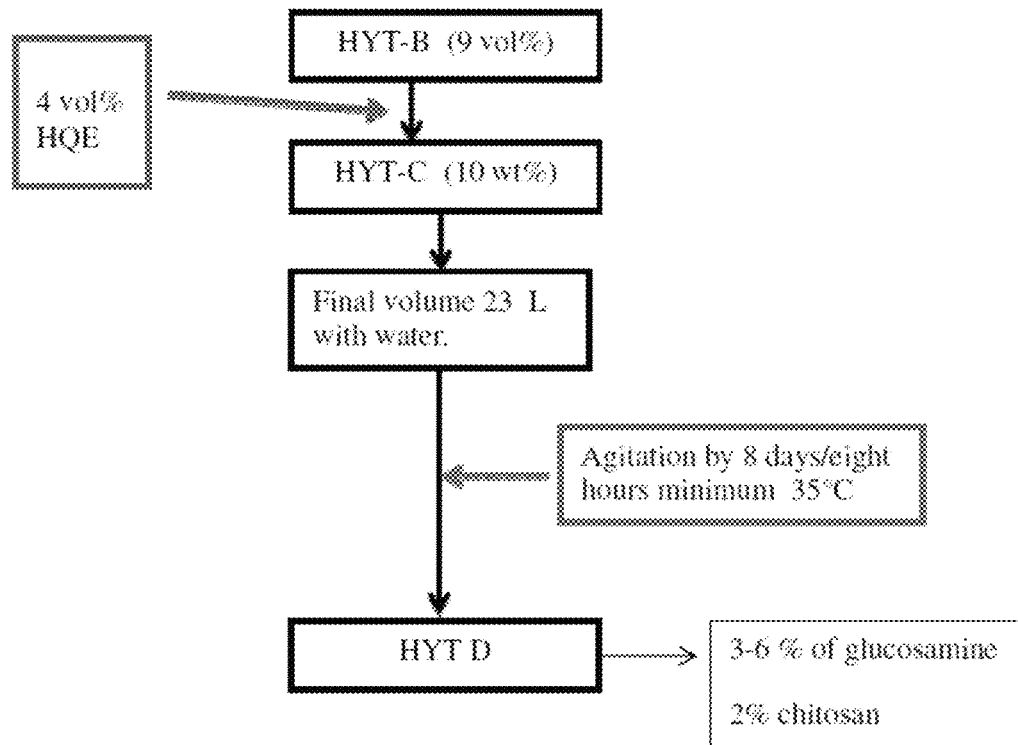 HYT-B (9 vol%)
4 vol%
HQE
HYT-C (10 wt%)
Final volume 23 L
with water.
Agitation by 8 days/eight
hours minimum 35°C
HYT D
3-6 % of glucosamine
2% chitosan